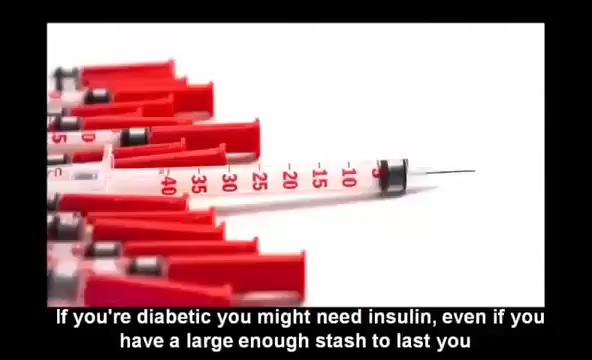 -40 -35 -30 -25 -20 -15 -10
If you're diabetic you might need insulin, even if you
have a large enough stash to last you